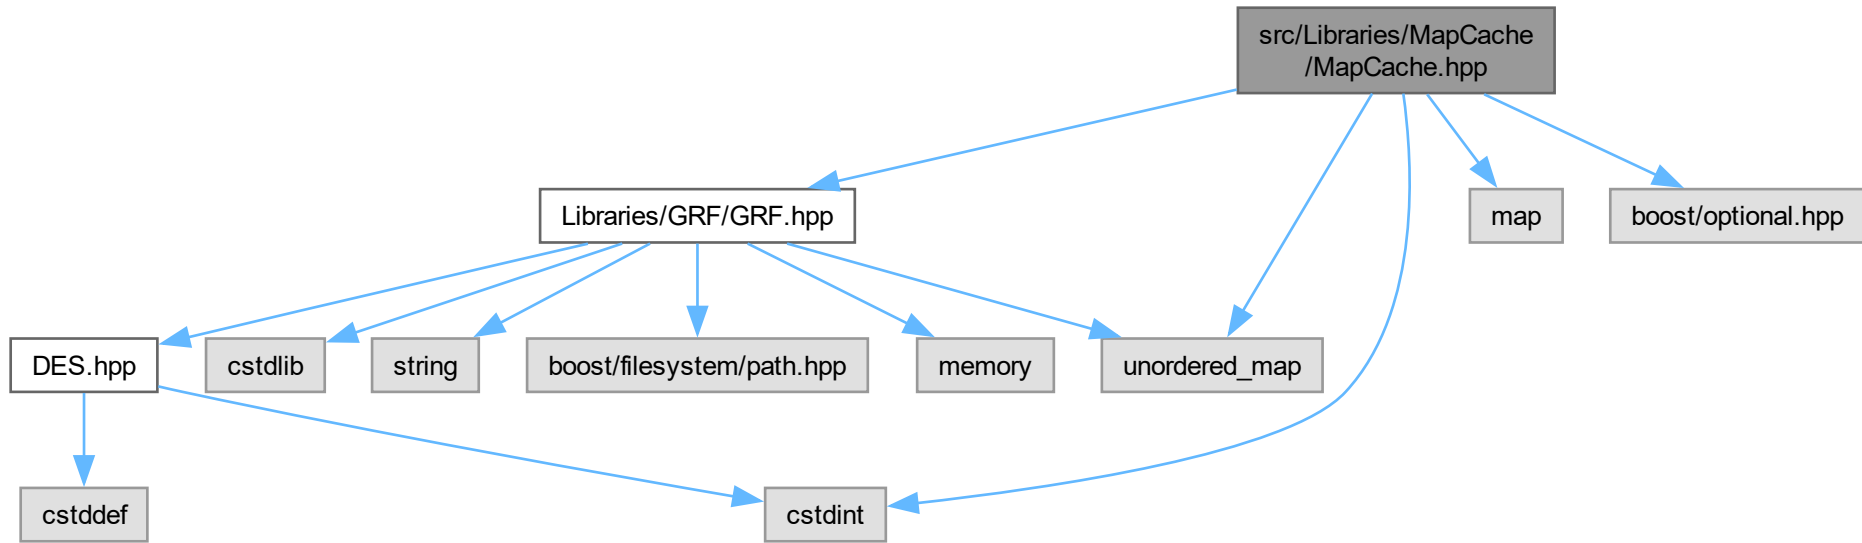 src/Libraries/MapCache
/MapCache.hpp
Libraries/GRF/GRF.hpp
map
boost/optional.hpp
DES.hpp
cstdlib
string
boost/filesystem/path.hpp
memory
unordered_map
cstddef
cstdint